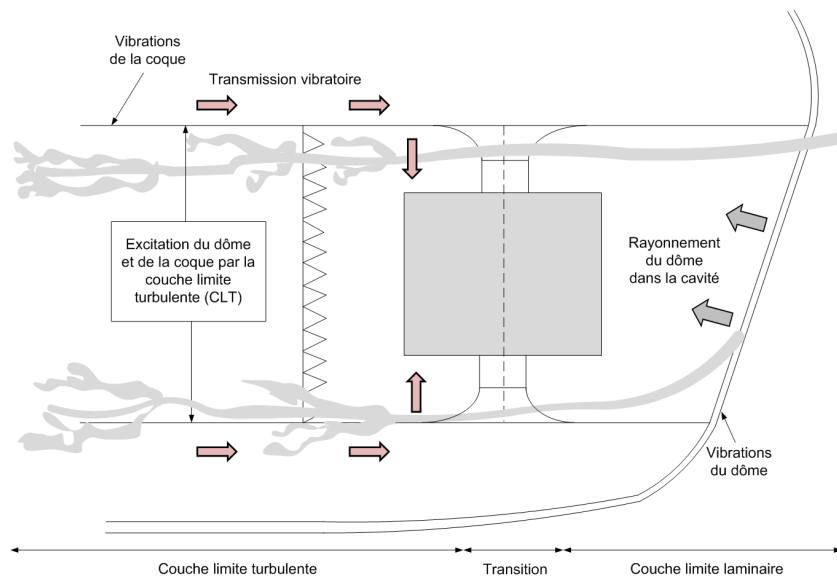 Vibrations
de la coque
Transmission vibratoire
Excitation du dôme
et de la coque par la
couche limite
turbulente (CLT)
Rayonnement
du dôme
dans la cavité
Vibrations
du dôme
Couche limite turbulente
Transition
Couche limite laminaire